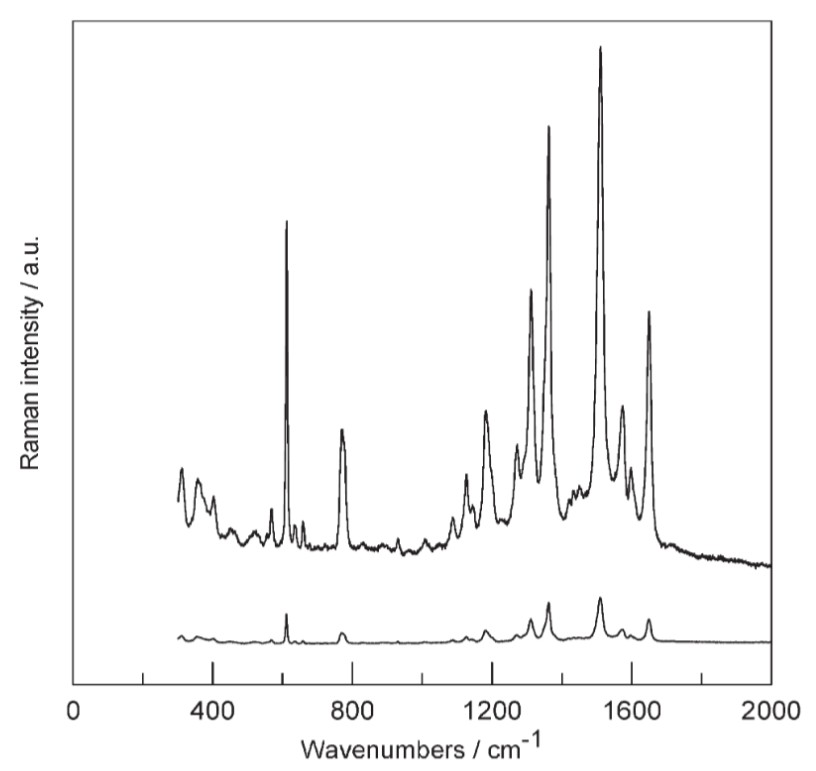 Raman intensity / a.u.
0 400 800 1200 1600 2000
Wavenumbers / cm⁻¹